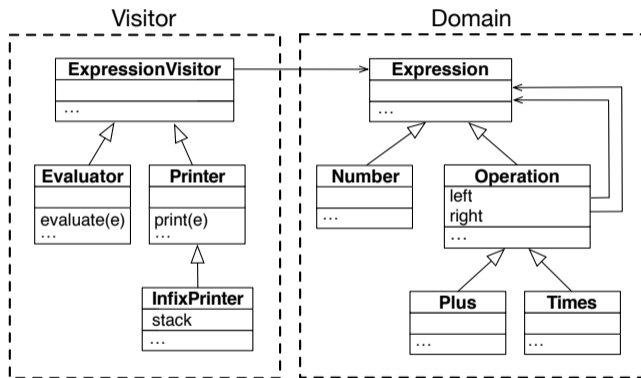 Visitor
Domain
ExpressionVisitor
...
Expression
...
Evaluator
evaluate(e)
...
Printer
print(e)
...
Number
...
Operation
left
right
...
InfixPrinter
stack
...
Plus
...
Times
...